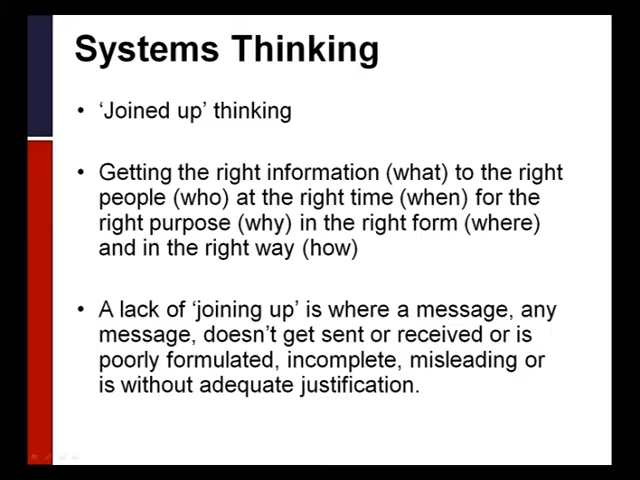 Systems Thinking
• ‘Joined up’ thinking
• Getting the right information (what) to the right
people (who) at the right time (when) for the
right purpose (why) in the right form (where)
and in the right way (how)
• A lack of ‘joining up’ is where a message, any
message, doesn’t get sent or received or is
poorly formulated, incomplete, misleading or
is without adequate justification.